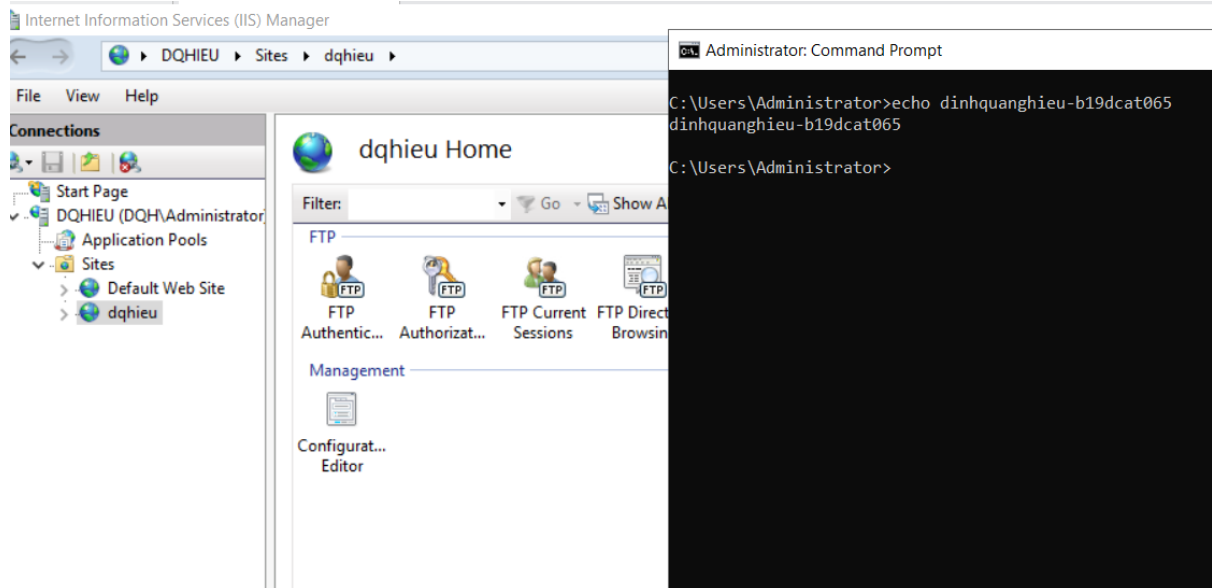 Internet Information Services (IIS) Manager
DQHIEU Sites dqhieu
File View Help
Connections
Start Page
DQHIEU (DQH\Administrator)
Application Pools
Sites
Default Web Site
dqhieu
dqhieu Home
Filter: Go Show A
FTP
FTP Authentic...
FTP Authorizat...
FTP Current Sessions
FTP Direct
Browsin
Management
Configurat...
Editor
Administrator: Command Prompt
C:\Users\Administrator>echo dinhquanghieu-b19dcat065
dinhquanghieu-b19dcat065
C:\Users\Administrator>